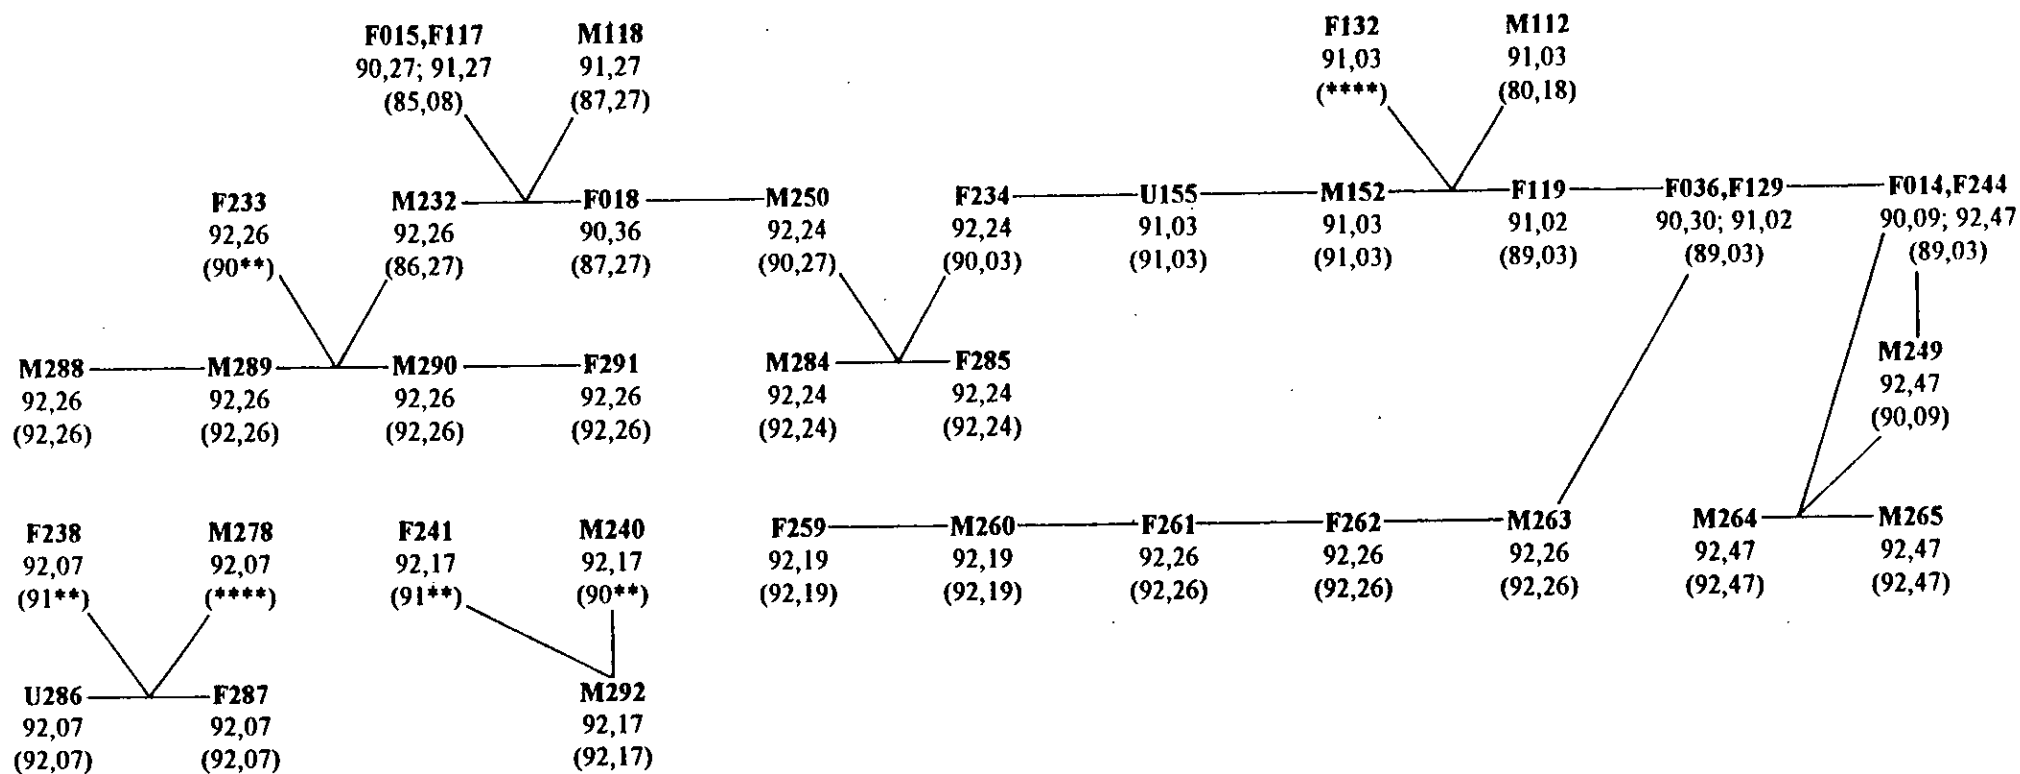 F015,F117 M118 F132 M112
90,27; 91,27 91,27 91,03 91,03
(85,08) (87,27) (****) (80,18)
F233 M232 F018 M250 F234 U155 M152 F119 F036,F129 F014,F244
92,26 92,26 90,36 92,24 92,24 91,03 91,03 91,02 90,30; 91,02 90,09; 92,47
(90**) (86,27) (87,27) (90,27) (90,03) (91,03) (91,03) (89,03) (89,03) (89,03)
M288 M289 M290 F291 M284 F285 M249
92,26 92,26 92,26 92,26 92,24 92,24 92,47
(92,26) (92,26) (92,26) (92,26) (92,24) (92,24) (90,09)
F238 M278 F241 M240 F259 M260 F261 F262 M263 M264 M265
92,07 92,07 92,17 92,17 92,19 92,19 92,26 92,26 92,26 92,47 92,47
(91**) (****) (91**) (90**) (92,19) (92,19) (92,26) (92,26) (92,26) (92,47) (92,47)
U286 F287 M292
92,07 92,07 92,17
(92,07) (92,07) (92,17)